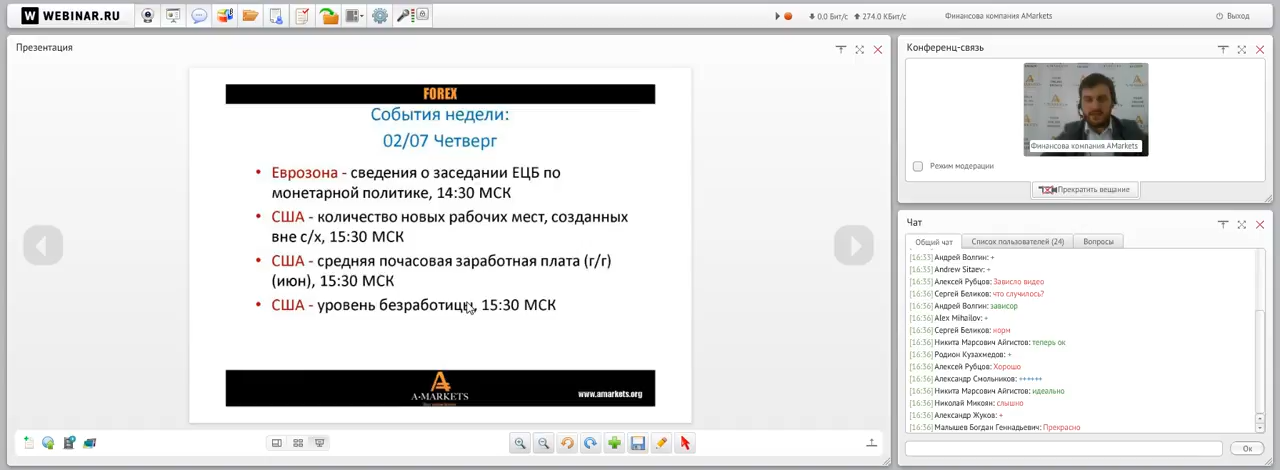 WEBINAR.RU
0.0 Бит/с 274.0 КБит/с
Финансова компания AMarkets
Выход
Презентация
FOREX
События недели:
02/07 Четверг
• Еврозона - сведения о заседании ЕЦБ по
монетарной политике, 14:30 МСК
• США - количество новых рабочих мест, созданных
вне с/х, 15:30 МСК
• США - средняя почасовая заработная плата (г/г)
(июн), 15:30 МСК
• США - уровень безработицы, 15:30 МСК
A-MARKETS
www.amarkets.org
Конференц-связь
Финансова компания AMarkets
Режим модерации
Прекратить вещание
Чат
Общий чат
Список пользователей (24)
Вопросы
[16:35] Андрей Волгин: +
[16:35] Andrew Sitaev: +
[16:35] Алексей Рубцов: Зависло видео
[16:36] Сергей Беликов: что случилось?
[16:36] Андрей Волгин: зависор
[16:36] Alex Mihailov: +
[16:36] Сергей Беликов: норм
[16:36] Никита Марсович Айгистов: теперь ок
[16:36] Родион Кузахмедов: +
[16:36] Алексей Рубцов: Хорошо
[16:36] Александр Смольников: ++++++
[16:36] Никита Марсович Айгистов: идеально
[16:36] Николай Микоян: слышно
[16:36] Александр Жуков: +
[16:36] Малышев Богдан Геннадьевич: Прекрасно
Ок